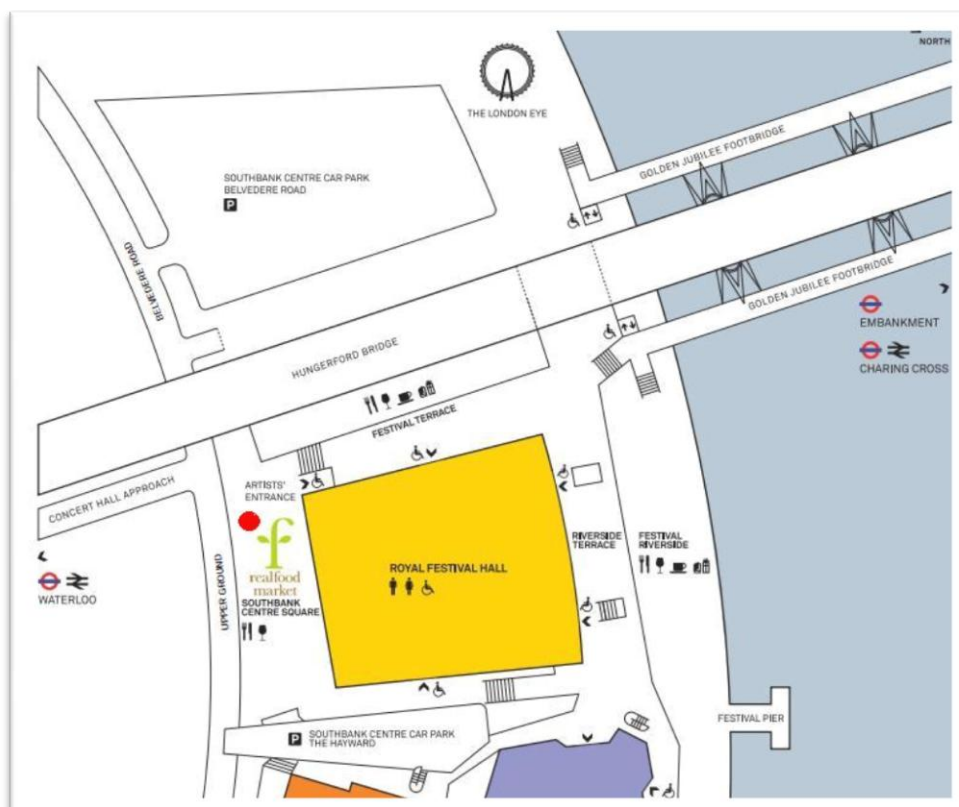 NORTH
THE LONDON EYE
GOLDEN JUBILEE FOOTBRIDGE
SOUTHBANK CENTRE CAR PARK
BELVEDERE ROAD
P
BELVEDERE ROAD
GOLDEN JUBILEE FOOTBRIDGE
EMBANKMENT
CHARING CROSS
HUNGERFORD BRIDGE
FESTIVAL TERRACE
ARTISTS'
ENTRANCE
CONCERT HALL APPROACH
WATERLOO
UPPER GROUND
realfood
market
SOUTHBANK
CENTRE SQUARE
ROYAL FESTIVAL HALL
RIVERSIDE
TERRACE
FESTIVAL
RIVERSIDE
FESTIVAL PIER
P
SOUTHBANK CENTRE CAR PARK
THE HAYWARD